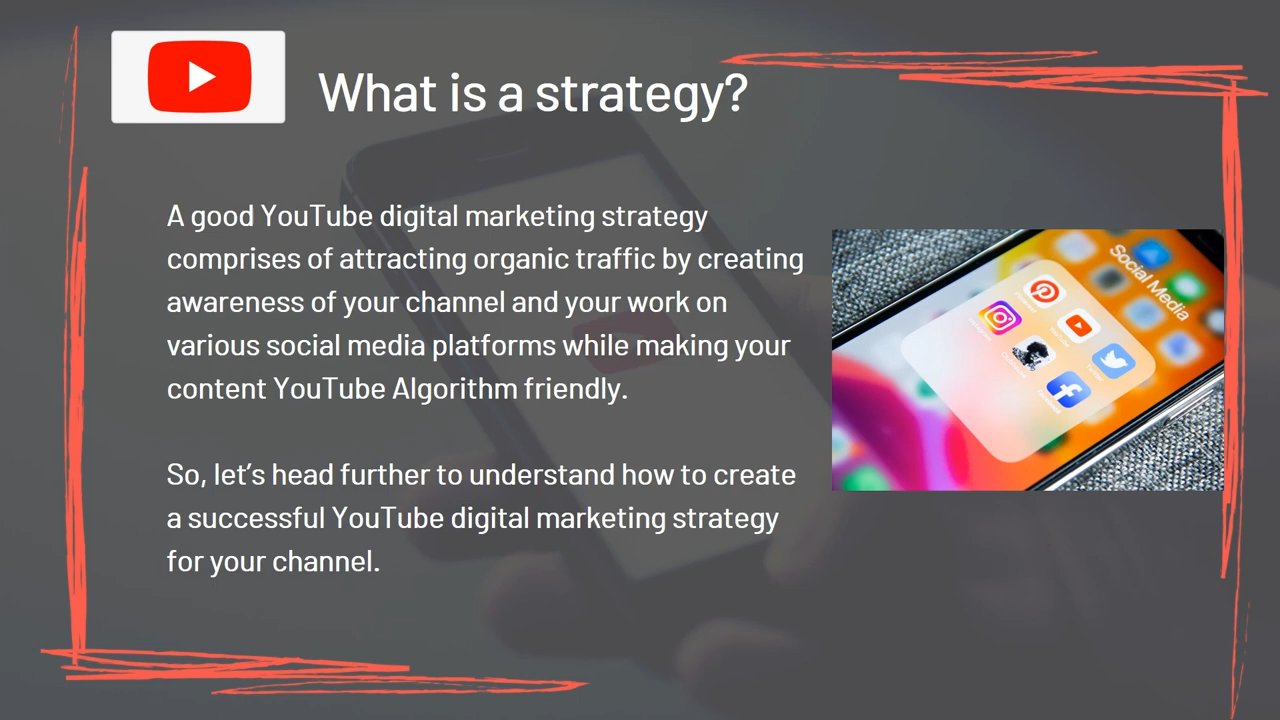 What is a strategy?
A good YouTube digital marketing strategy
comprises of attracting organic traffic by creating
awareness of your channel and your work on
various social media platforms while making your
content YouTube Algorithm friendly.
So, let's head further to understand how to create
a successful YouTube digital marketing strategy
for your channel.
Social Media